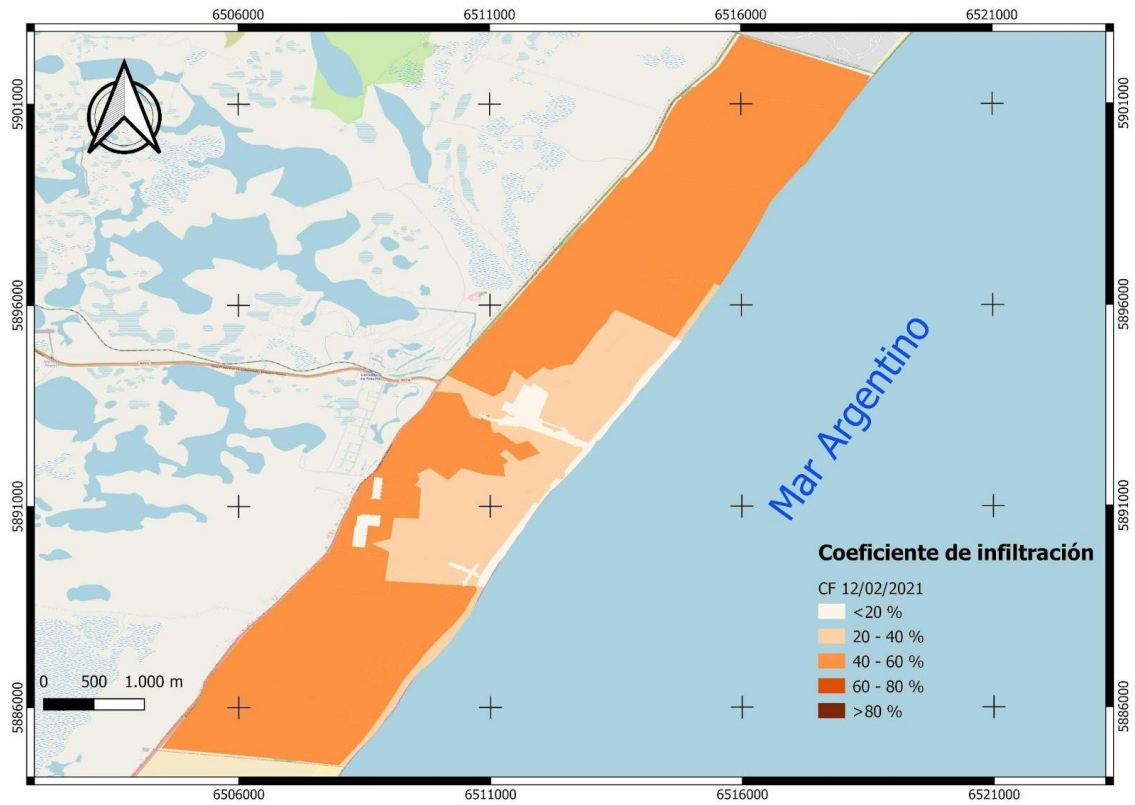 6506000 6511000 6516000 6521000
5901000 5901000
5896000 5896000
Mar Argentino
5891000 5891000
Coeficiente de infiltración
CF 12/02/2021
<20 %
20 - 40 %
40 - 60 %
60 - 80 %
>80 %
0 500 1.000 m
5886000 5886000
6506000 6511000 6516000 6521000